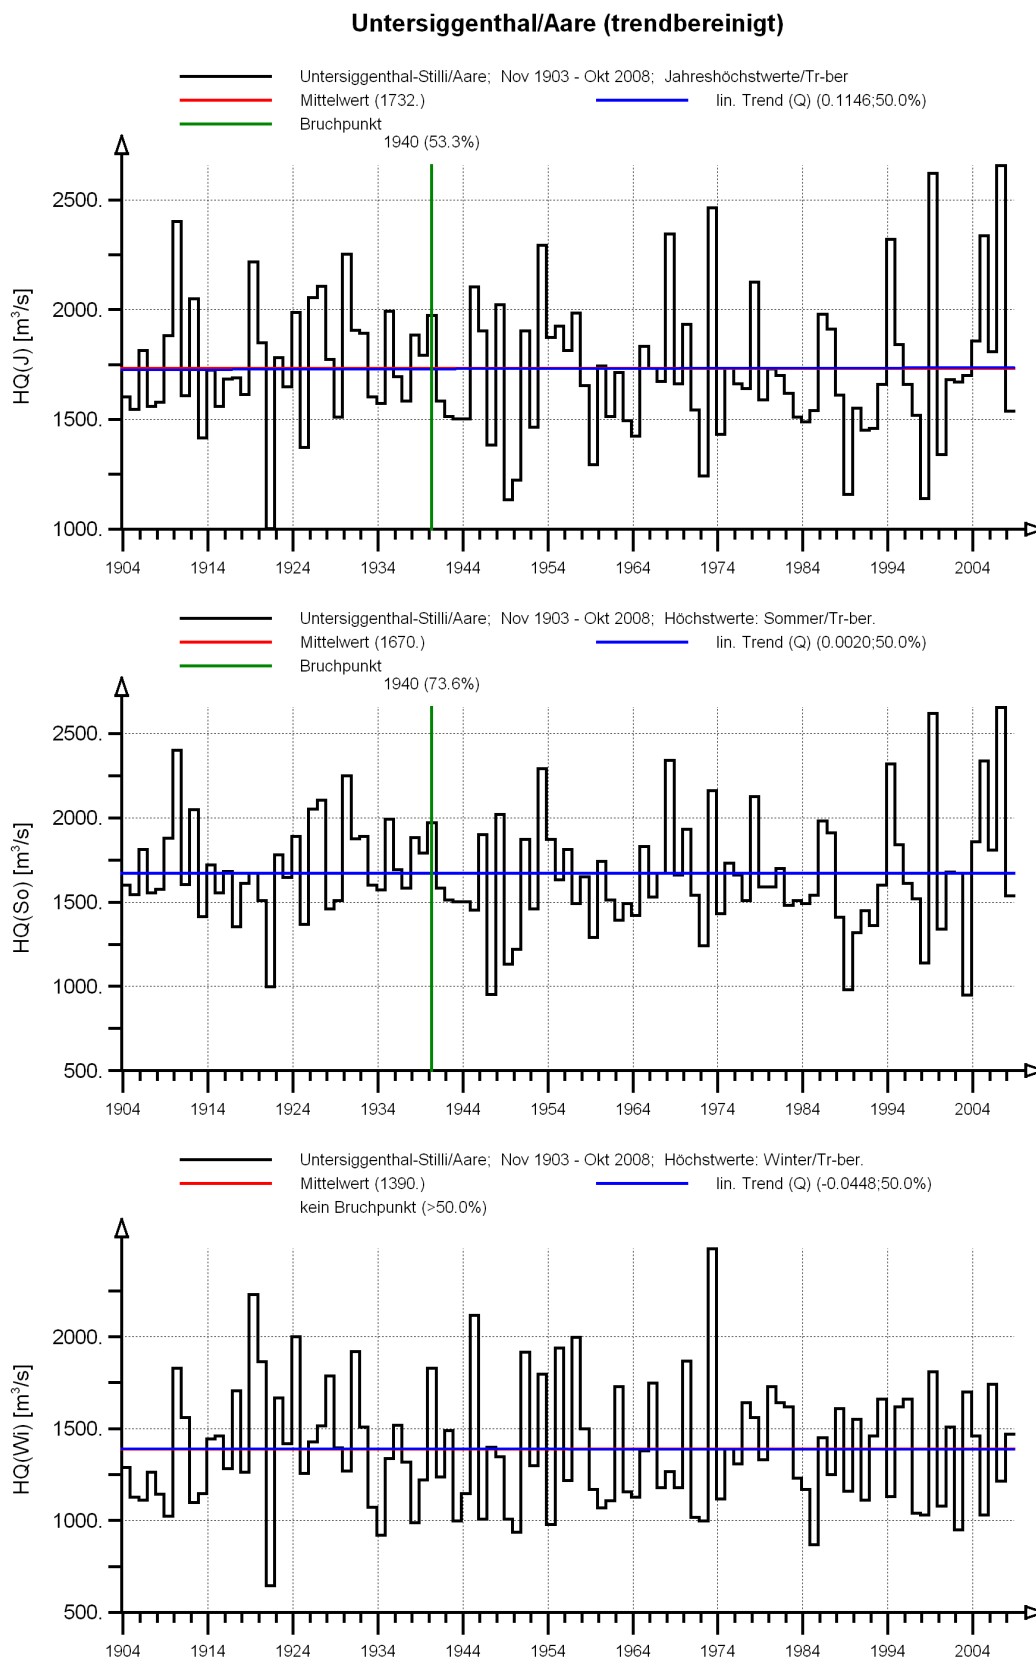 Untersiggenthal/Aare (trendbereinigt)
Untersiggenthal-Stilli/Aare; Nov 1903 - Okt 2008; Jahreshöchstwerte/Tr-ber
Mittelwert (1732.) lin. Trend (Q) (0.1146;50.0%)
Bruchpunkt
1940 (53.3%)
HQ(J) [m³/s]
2500.
2000.
1500.
1000.
1904 1914 1924 1934 1944 1954 1964 1974 1984 1994 2004
Untersiggenthal-Stilli/Aare; Nov 1903 - Okt 2008; Höchstwerte: Sommer/Tr-ber.
Mittelwert (1670.) lin. Trend (Q) (0.0020;50.0%)
Bruchpunkt
1940 (73.6%)
HQ(So) [m³/s]
2500.
2000.
1500.
1000.
500.
1904 1914 1924 1934 1944 1954 1964 1974 1984 1994 2004
Untersiggenthal-Stilli/Aare; Nov 1903 - Okt 2008; Höchstwerte: Winter/Tr-ber.
Mittelwert (1390.) lin. Trend (Q) (-0.0448;50.0%)
kein Bruchpunkt (>50.0%)
HQ(Wi) [m³/s]
2000.
1500.
1000.
500.
1904 1914 1924 1934 1944 1954 1964 1974 1984 1994 2004